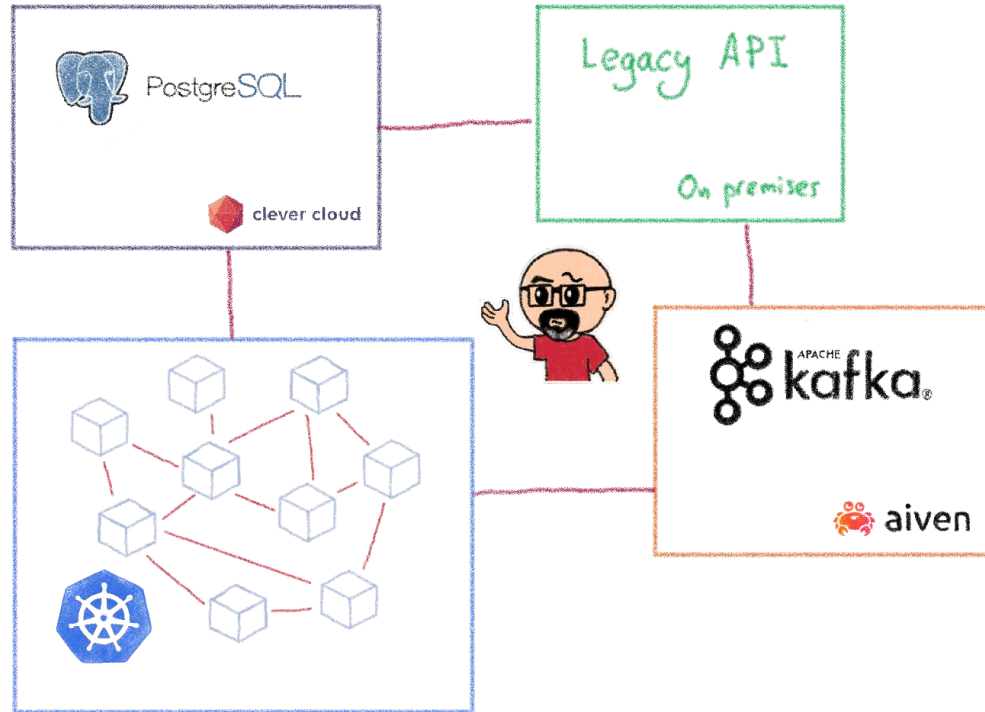 PostgreSQL
clever cloud
Legacy API
On premises
APACHE
kafka®
aiven